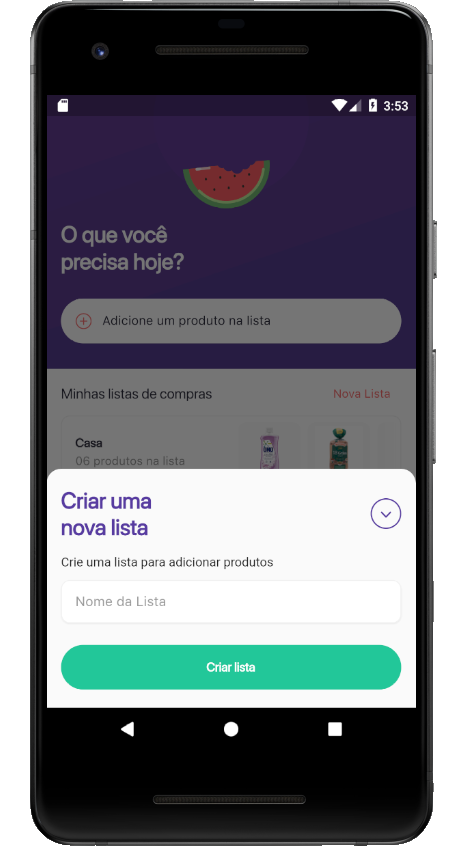 3:53
O que você
precisa hoje?
Adicione um produto na lista
Minhas listas de compras
Nova Lista
Casa
06 produtos na lista
Criar uma
nova lista
Crie uma lista para adicionar produtos
Nome da Lista
Criar lista